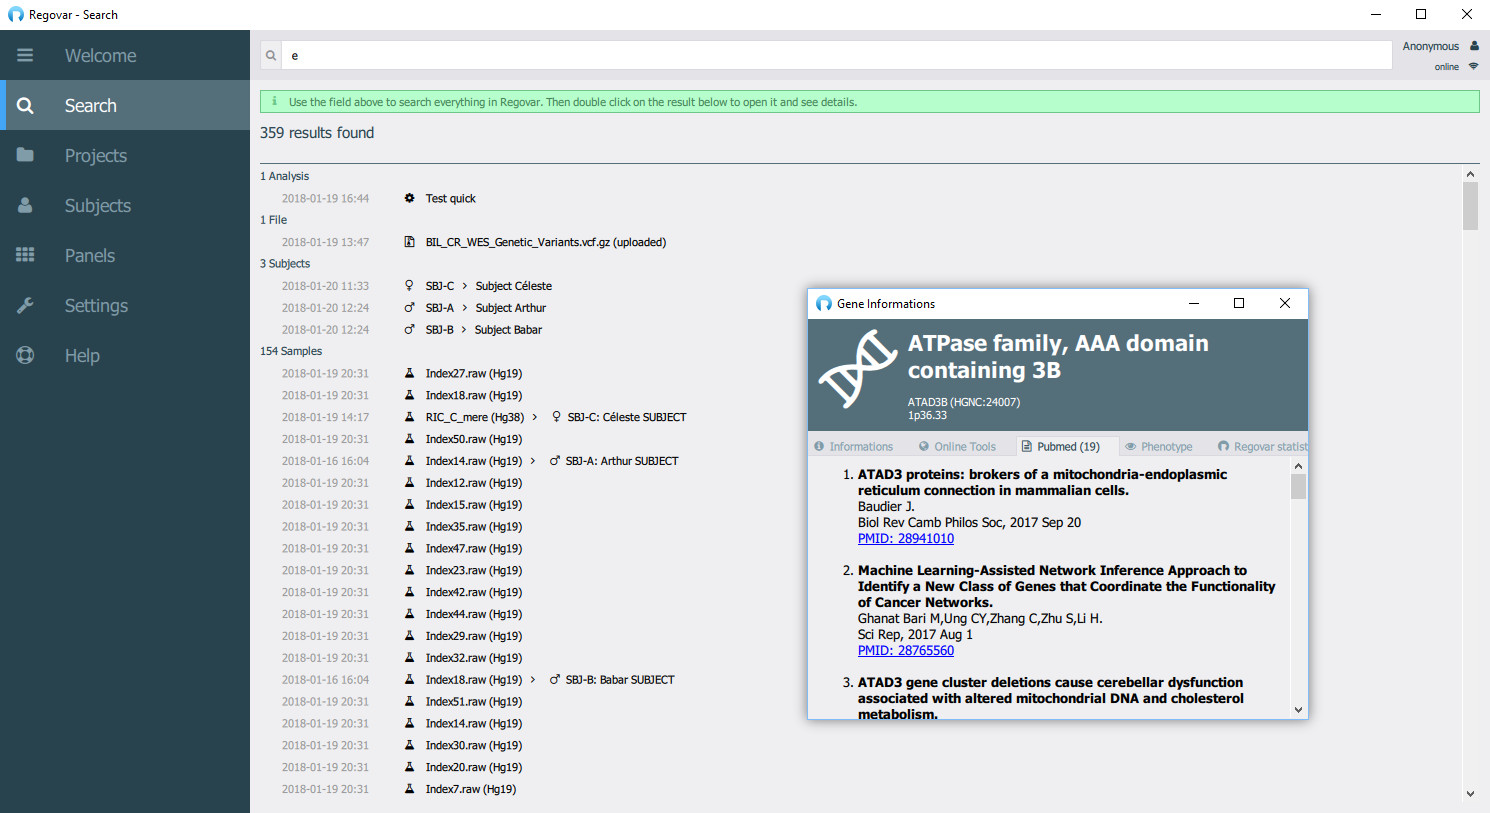 Regovar - Search
Welcome
Search
Projects
Subjects
Panels
Settings
Help
e
Anonymous
online
Use the field above to search everything in Regovar. Then double click on the result below to open it and see details.
359 results found
1 Analysis
2018-01-19 16:44 Test quick
1 File
2018-01-19 13:47 BIL_CR_WES_Genetic_Variants.vcf.gz (uploaded)
3 Subjects
2018-01-20 11:33 ♀ SBJ-C > Subject Céleste
2018-01-20 12:24 ♂ SBJ-A > Subject Arthur
2018-01-20 12:24 ♂ SBJ-B > Subject Babar
154 Samples
2018-01-19 20:31 Index27.raw (Hg19)
2018-01-19 20:31 Index18.raw (Hg19)
2018-01-19 14:17 RIC_C_mere (Hg38) > ♀ SBJ-C: Céleste SUBJECT
2018-01-19 20:31 Index50.raw (Hg19)
2018-01-16 16:04 Index14.raw (Hg19) > ♂ SBJ-A: Arthur SUBJECT
2018-01-19 20:31 Index12.raw (Hg19)
2018-01-19 20:31 Index15.raw (Hg19)
2018-01-19 20:31 Index35.raw (Hg19)
2018-01-19 20:31 Index47.raw (Hg19)
2018-01-19 20:31 Index23.raw (Hg19)
2018-01-19 20:31 Index42.raw (Hg19)
2018-01-19 20:31 Index44.raw (Hg19)
2018-01-19 20:31 Index29.raw (Hg19)
2018-01-19 20:31 Index32.raw (Hg19)
2018-01-16 16:04 Index18.raw (Hg19) > ♂ SBJ-B: Babar SUBJECT
2018-01-19 20:31 Index51.raw (Hg19)
2018-01-19 20:31 Index14.raw (Hg19)
2018-01-19 20:31 Index30.raw (Hg19)
2018-01-19 20:31 Index20.raw (Hg19)
2018-01-19 20:31 Index7.raw (Hg19)
Gene Informations
ATPase family, AAA domain
containing 3B
ATAD3B (HGNC:24007)
1p36.33
Informations Online Tools Pubmed (19) Phenotype Regovar statist
1. ATAD3 proteins: brokers of a mitochondria-endoplasmic
reticulum connection in mammalian cells.
Baudier J.
Biol Rev Camb Philos Soc, 2017 Sep 20
PMID: 28941010
2. Machine Learning-Assisted Network Inference Approach to
Identify a New Class of Genes that Coordinate the Functionality
of Cancer Networks.
Ghanat Bari M,Ung CY,Zhang C,Zhu S,Li H.
Sci Rep, 2017 Aug 1
PMID: 28765560
3. ATAD3 gene cluster deletions cause cerebellar dysfunction
associated with altered mitochondrial DNA and cholesterol
metabolism.